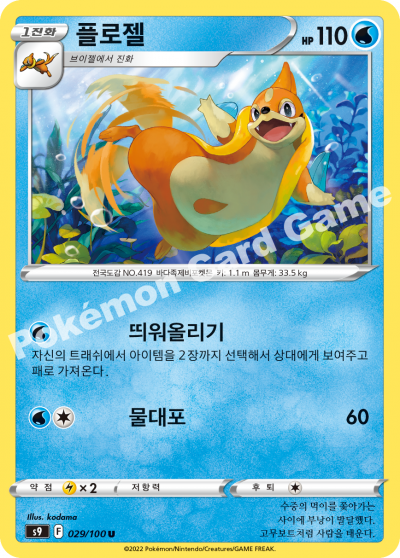 1진화
플로젤
HP 110
브이젤에서 진화
전국도감 NO.419 바다족제비포켓몬 키: 1.1 m 몸무게: 33.5 kg
Pokémon Card Game
띄워올리기
자신의 트래쉬에서 아이템을 2장까지 선택해서 상대에게 보여주고
패로 가져온다.
물대포 60
약점 ×2 저항력 후퇴
Illus. kodama
s9 F 029/100 U
수중의 먹이를 쫓아가는
사이에 부낭이 발달했다.
고무보트처럼 사람을 태운다.
©2022 Pokémon/Nintendo/Creatures/GAME FREAK.